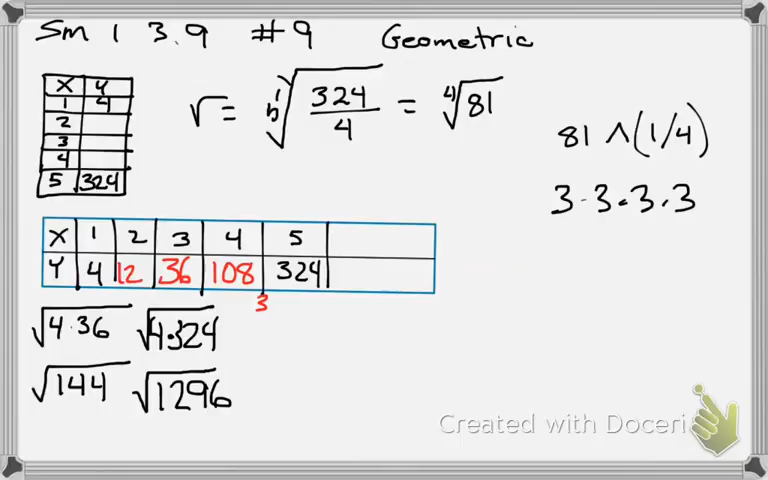 Sm 1 3.9 #9 Geometric
X Y
1 4
2
3
4
5 324
r = ⁿ√(324/4) = ⁴√81
81 ^(1/4)
3·3·3·3
X 1 2 3 4 5
Y 4 12 36 108 324
3
√4·36 √4·324
√144 √1296
Created with Doceri